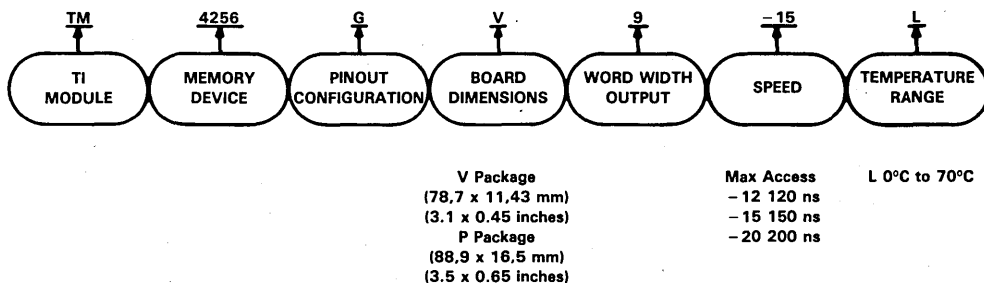 TM 4256 G V 9 −15 L
TI MODULE MEMORY DEVICE PINOUT CONFIGURATION BOARD DIMENSIONS WORD WIDTH OUTPUT SPEED TEMPERATURE RANGE
V Package
(78,7 x 11,43 mm)
(3.1 x 0.45 inches)
P Package
(88,9 x 16,5 mm)
(3.5 x 0.65 inches)
Max Access
−12 120 ns
−15 150 ns
−20 200 ns
L 0°C to 70°C